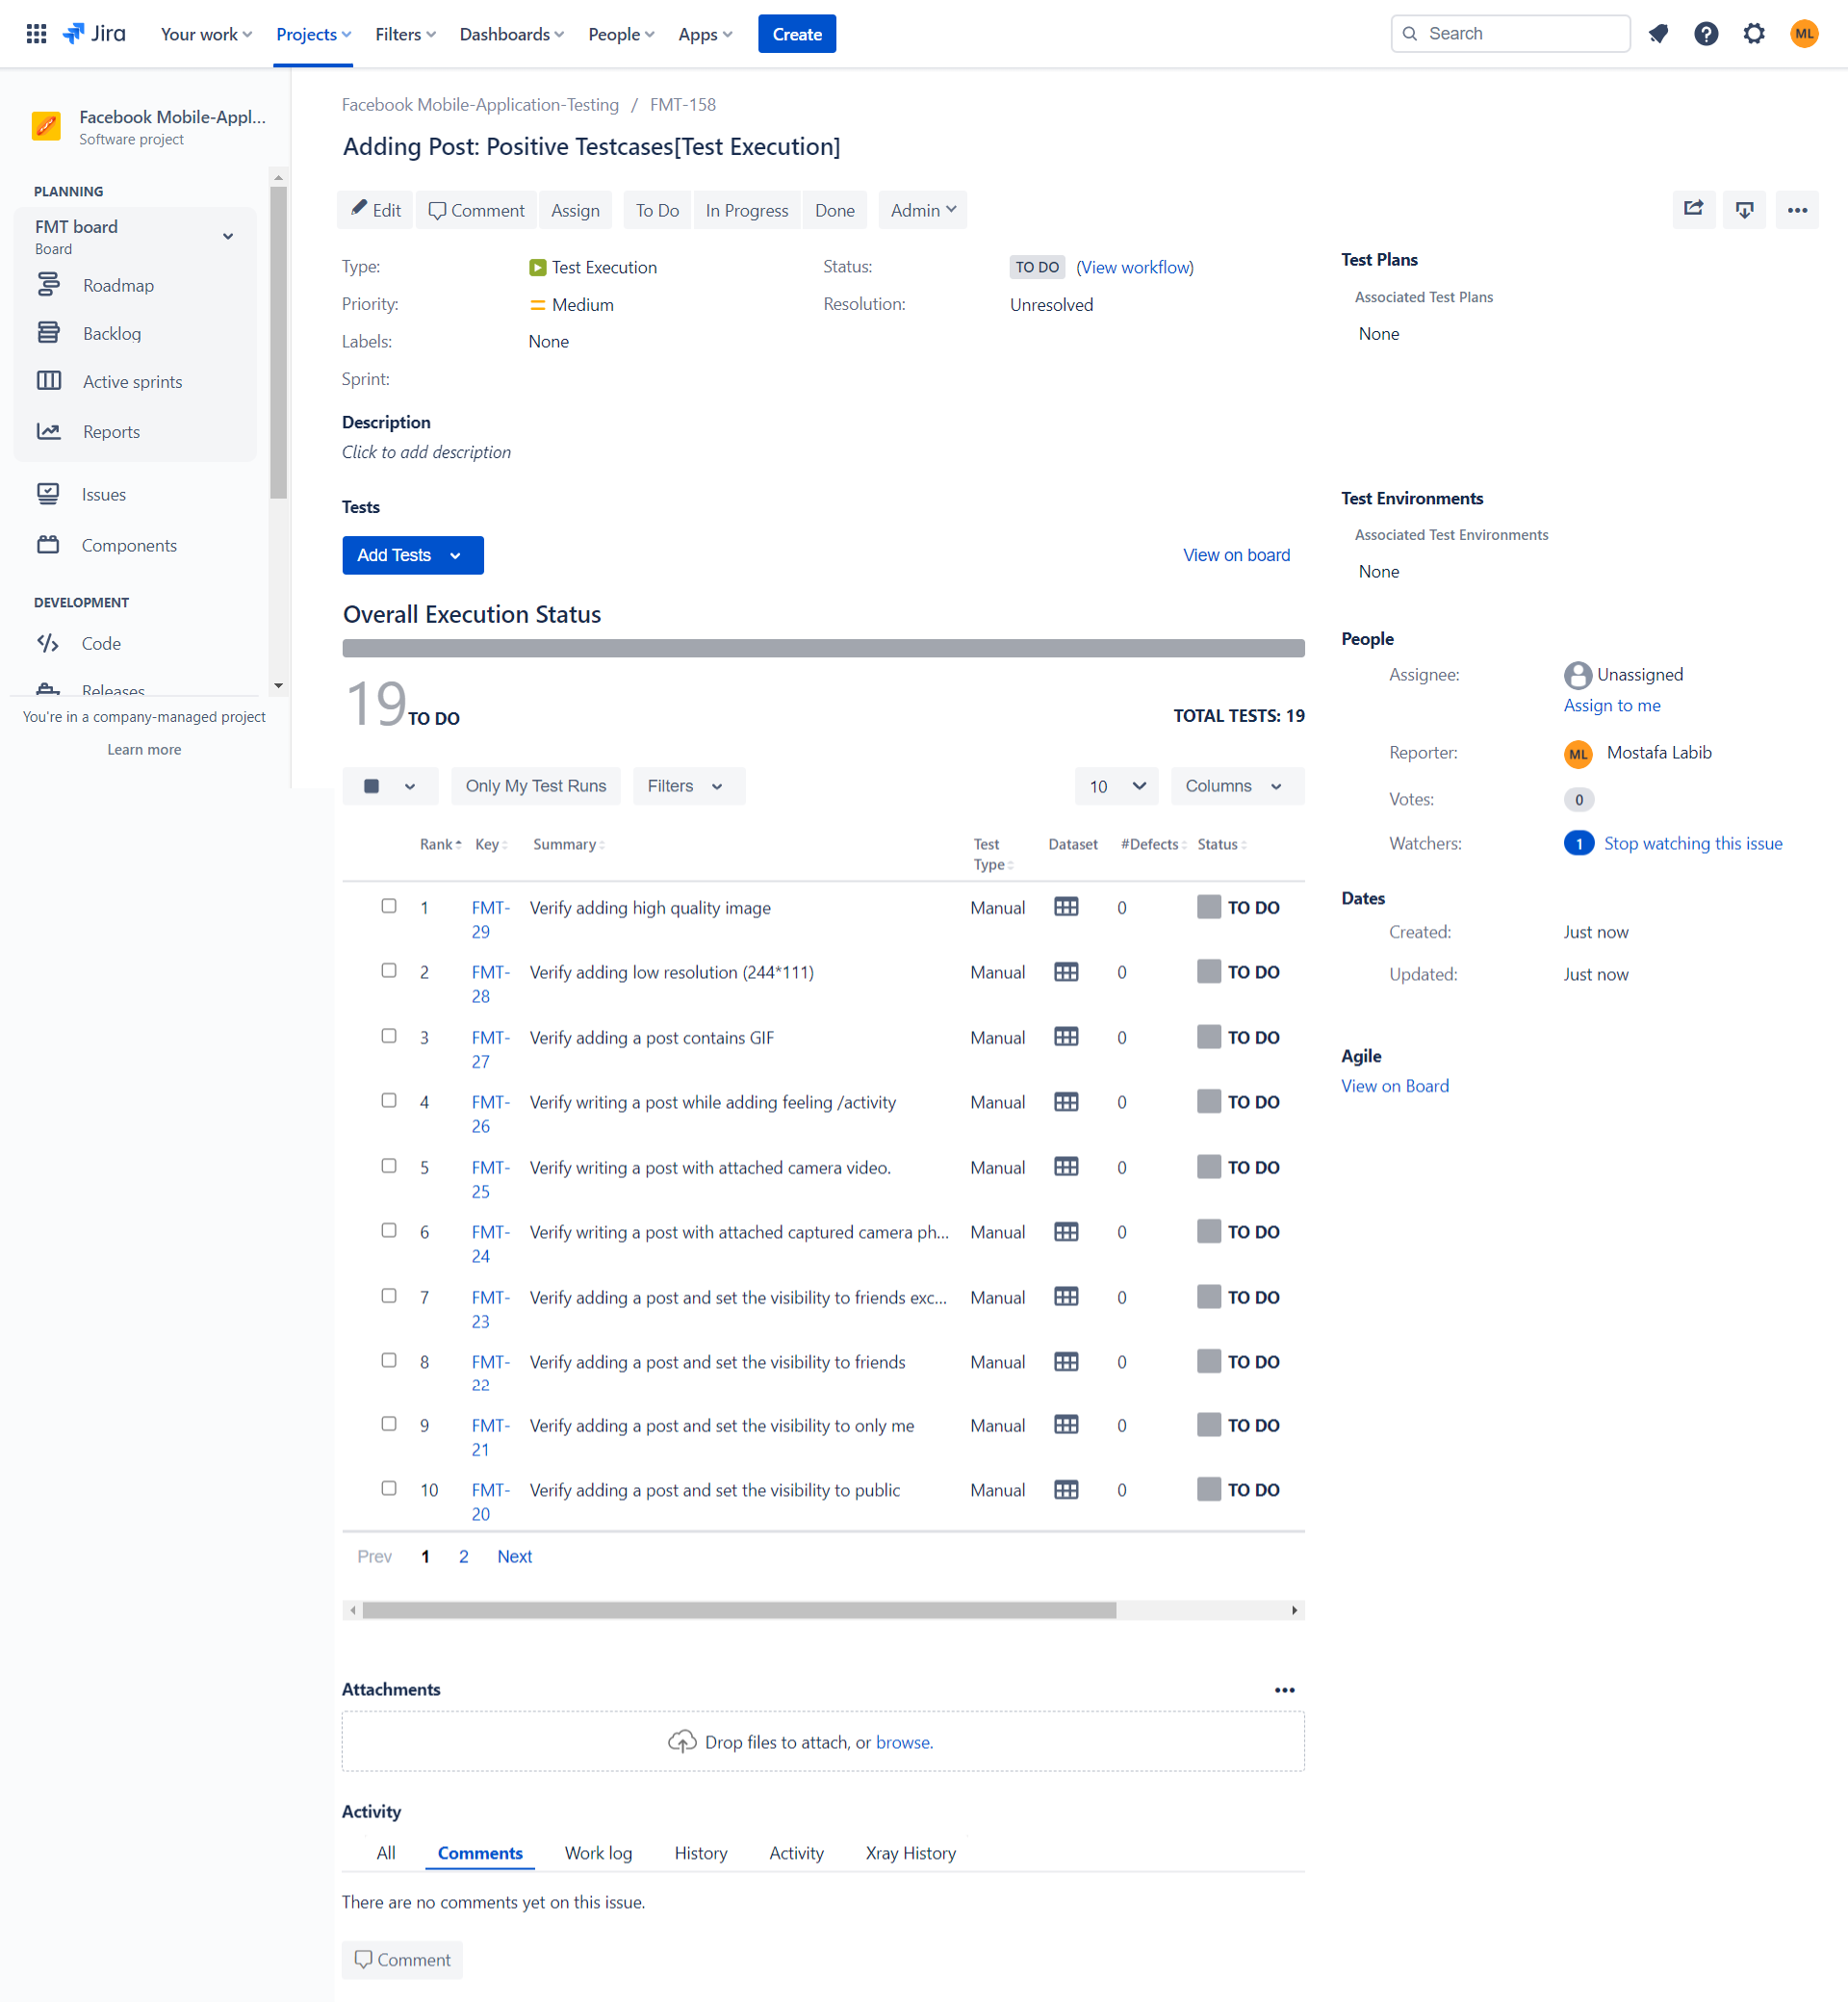 Jira
Your work
Projects
Filters
Dashboards
People
Apps
Create
Search
ML
Facebook Mobile-Appl...
Software project
PLANNING
FMT board
Board
Roadmap
Backlog
Active sprints
Reports
Issues
Components
DEVELOPMENT
Code
Releases
You're in a company-managed project
Learn more
Facebook Mobile-Application-Testing / FMT-158
Adding Post: Positive Testcases[Test Execution]
Edit
Comment
Assign
To Do
In Progress
Done
Admin
Type: Test Execution
Status: TO DO (View workflow)
Priority: Medium
Resolution: Unresolved
Labels: None
Sprint:
Description
Click to add description
Tests
Add Tests
View on board
Overall Execution Status
19 TO DO
TOTAL TESTS: 19
Only My Test Runs
Filters
10
Columns
Rank Key Summary Test Type Dataset #Defects Status
1 FMT-29 Verify adding high quality image Manual 0 TO DO
2 FMT-28 Verify adding low resolution (244*111) Manual 0 TO DO
3 FMT-27 Verify adding a post contains GIF Manual 0 TO DO
4 FMT-26 Verify writing a post while adding feeling /activity Manual 0 TO DO
5 FMT-25 Verify writing a post with attached camera video. Manual 0 TO DO
6 FMT-24 Verify writing a post with attached captured camera ph... Manual 0 TO DO
7 FMT-23 Verify adding a post and set the visibility to friends exc... Manual 0 TO DO
8 FMT-22 Verify adding a post and set the visibility to friends Manual 0 TO DO
9 FMT-21 Verify adding a post and set the visibility to only me Manual 0 TO DO
10 FMT-20 Verify adding a post and set the visibility to public Manual 0 TO DO
Prev 1 2 Next
Attachments
Drop files to attach, or browse.
Activity
All Comments Work log History Activity Xray History
There are no comments yet on this issue.
Comment
Test Plans
Associated Test Plans
None
Test Environments
Associated Test Environments
None
People
Assignee: Unassigned
Assign to me
Reporter: ML Mostafa Labib
Votes: 0
Watchers: 1 Stop watching this issue
Dates
Created: Just now
Updated: Just now
Agile
View on Board